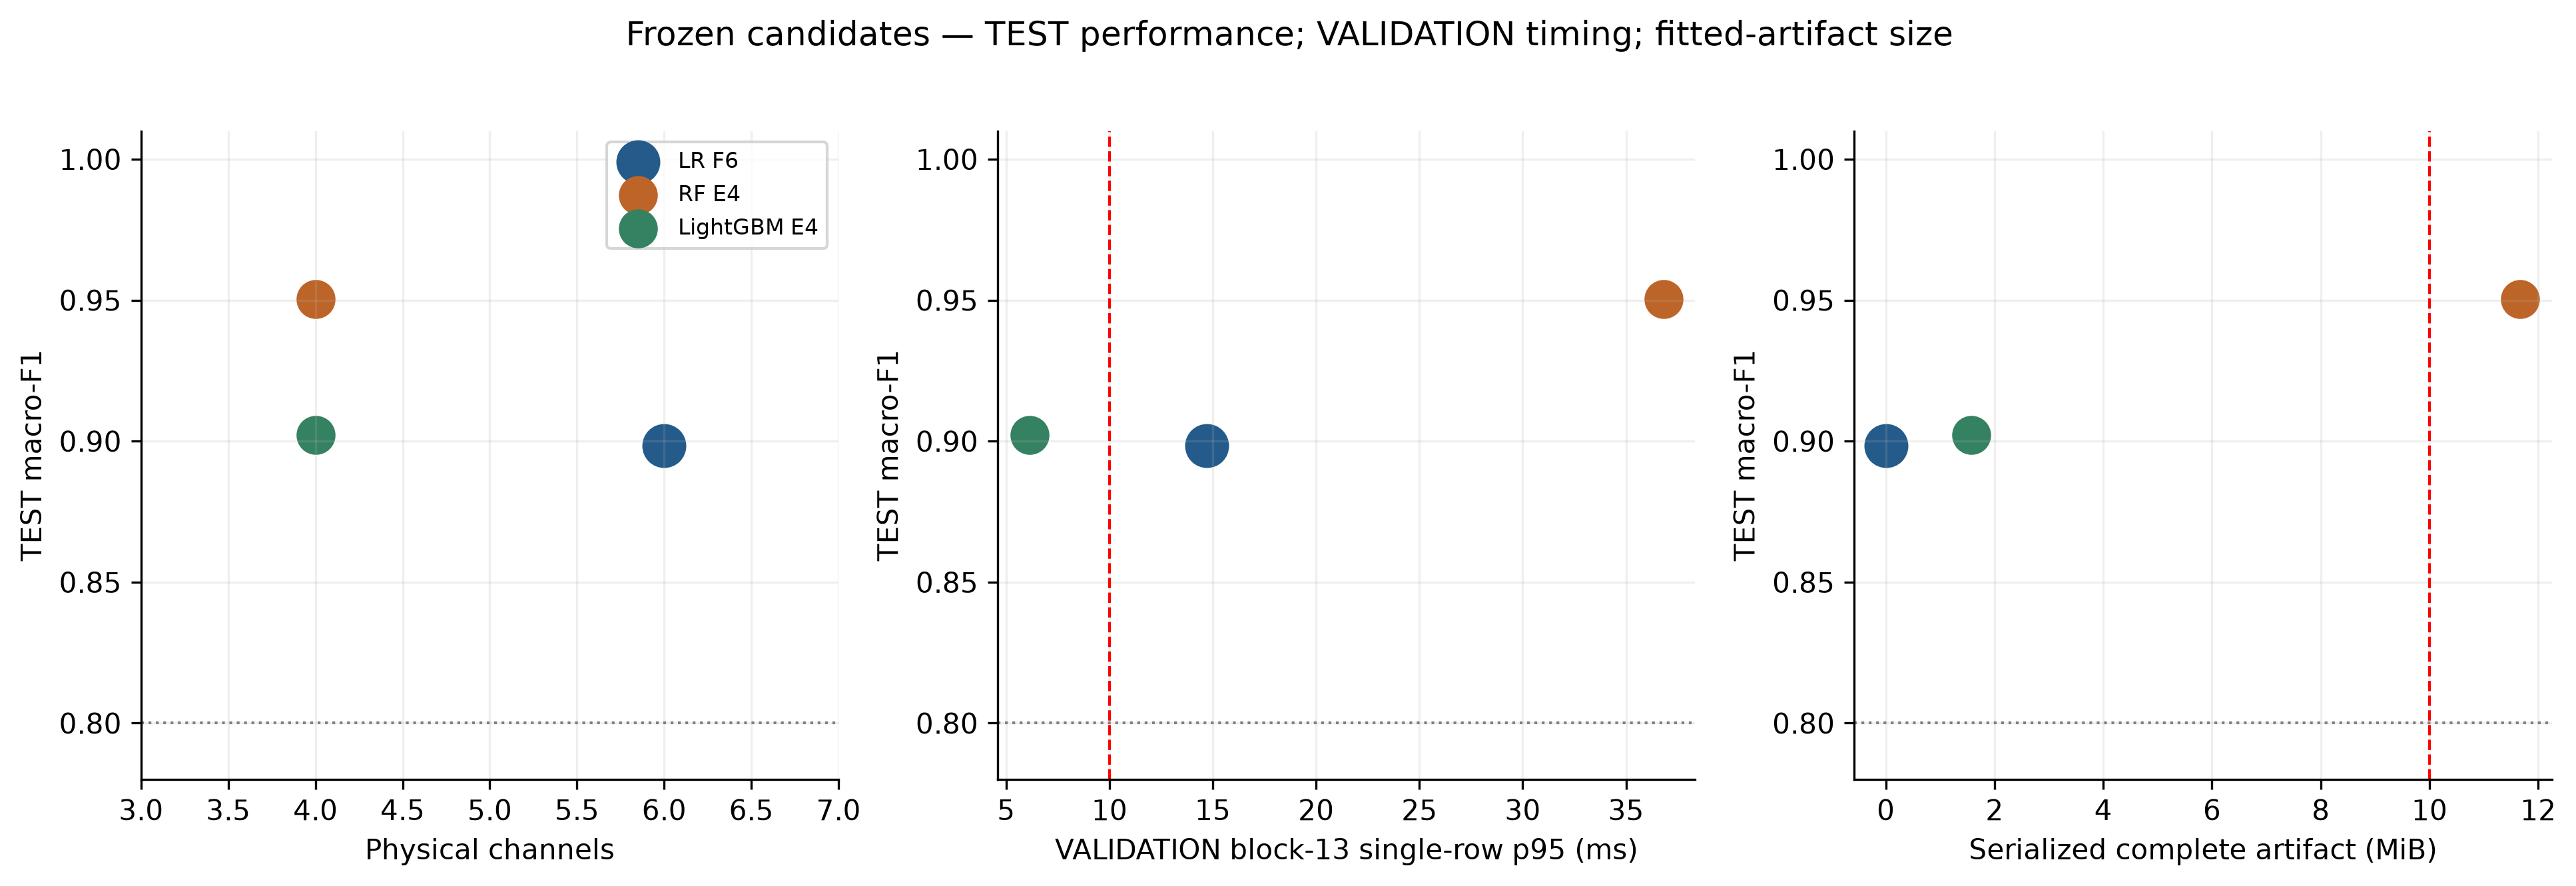 Frozen candidates — TEST performance; VALIDATION timing; fitted-artifact size
TEST macro-F1
1.00
0.95
0.90
0.85
0.80
LR F6
RF E4
LightGBM E4
3.0 3.5 4.0 4.5 5.0 5.5 6.0 6.5 7.0
Physical channels
TEST macro-F1
1.00
0.95
0.90
0.85
0.80
5 10 15 20 25 30 35
VALIDATION block-13 single-row p95 (ms)
TEST macro-F1
1.00
0.95
0.90
0.85
0.80
0 2 4 6 8 10 12
Serialized complete artifact (MiB)